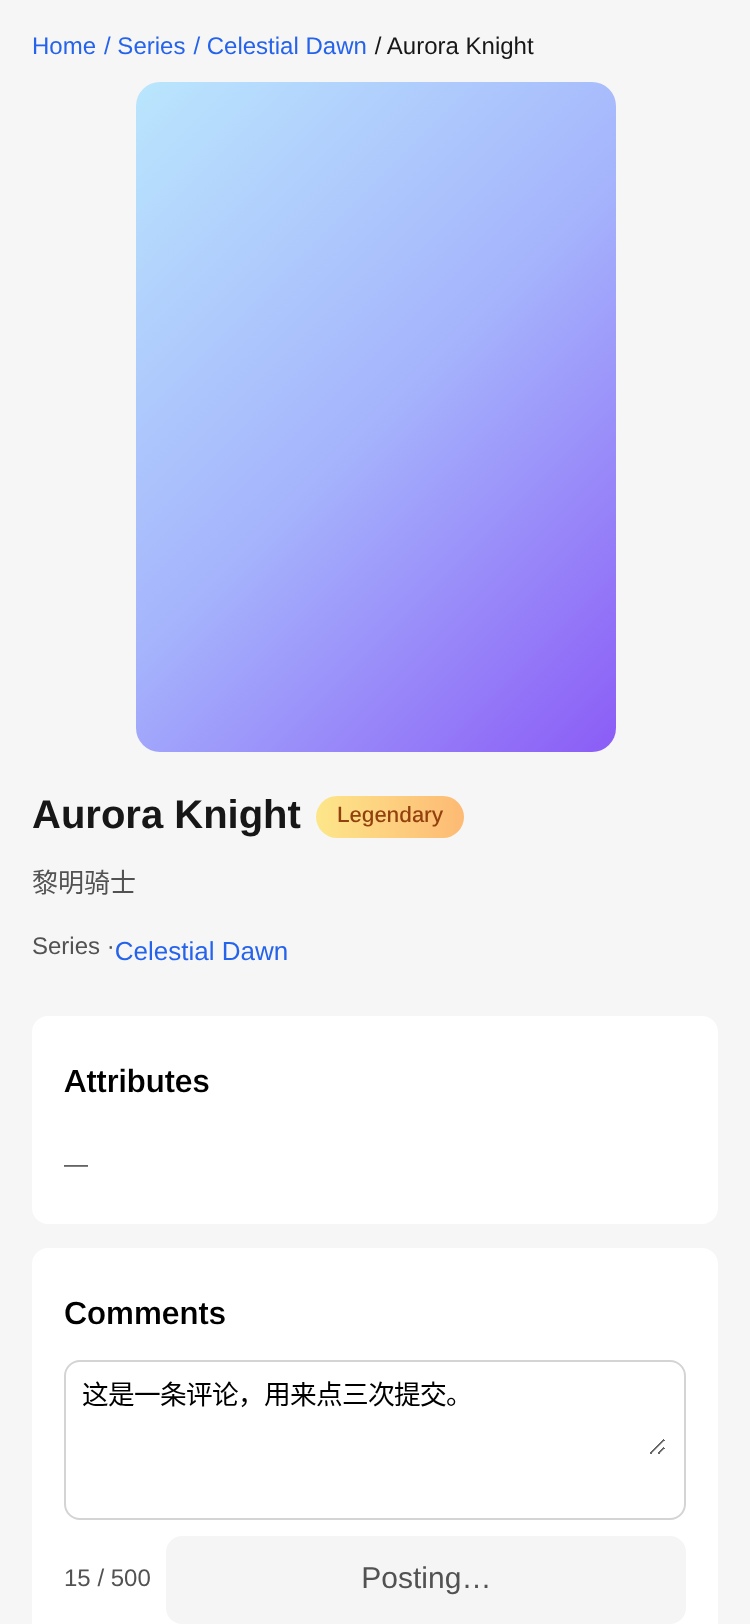 Home / Series / Celestial Dawn / Aurora Knight
Aurora Knight Legendary
黎明骑士
Series · Celestial Dawn
Attributes
—
Comments
这是一条评论，用来点三次提交。
15 / 500 Posting…